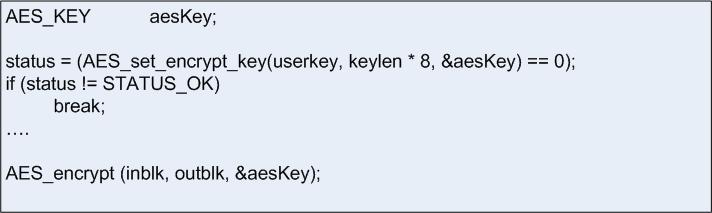 AES_KEY aesKey;
status = (AES_set_encrypt_key(userkey, keylen * 8, &aesKey) == 0);
if (status != STATUS_OK)
break;
....
AES_encrypt (inblk, outblk, &aesKey);